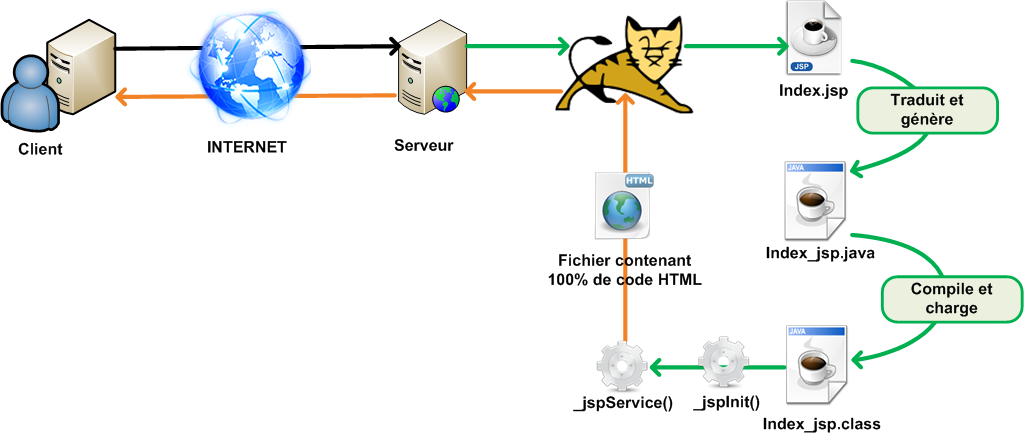 JSP
Index.jsp
Traduit et
génère
Client
INTERNET
Serveur
JAVA
Index_jsp.java
HTML
Fichier contenant
100% de code HTML
Compile et
charge
JAVA
Index_jsp.class
_jspInit()
_jspService()